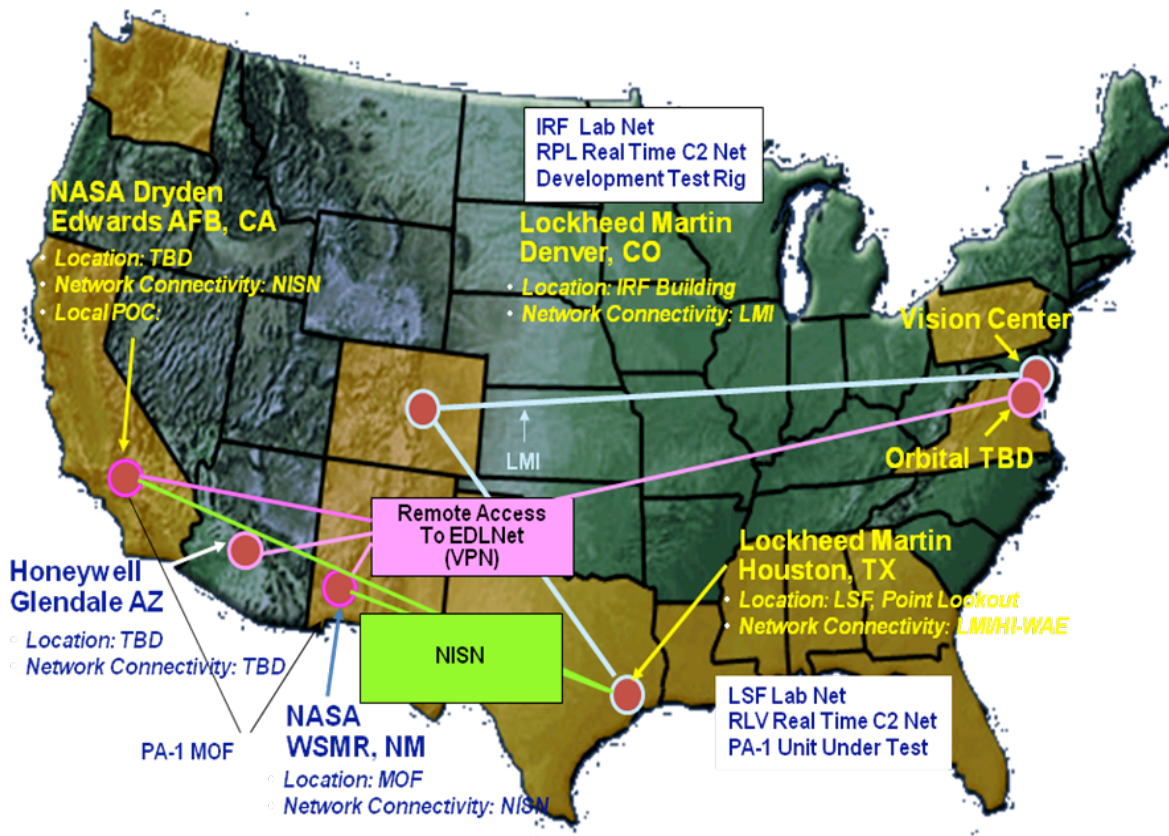 IRF Lab Net
RPL Real Time C2 Net
Development Test Rig
NASA Dryden
Edwards AFB, CA
• Location: TBD
• Network Connectivity: NISN
• Local POC:
Lockheed Martin
Denver, CO
• Location: IRF Building
• Network Connectivity: LMI
Vision Center
LMI
Orbital TBD
Remote Access
To EDLNet
(VPN)
Lockheed Martin
Houston, TX
• Location: LSF, Point Lookout
• Network Connectivity: LMI/HI-WAE
Honeywell
Glendale AZ
• Location: TBD
• Network Connectivity: TBD
NISN
LSF Lab Net
RLV Real Time C2 Net
PA-1 Unit Under Test
PA-1 MOF
NASA
WSMR, NM
• Location: MOF
• Network Connectivity: NISN